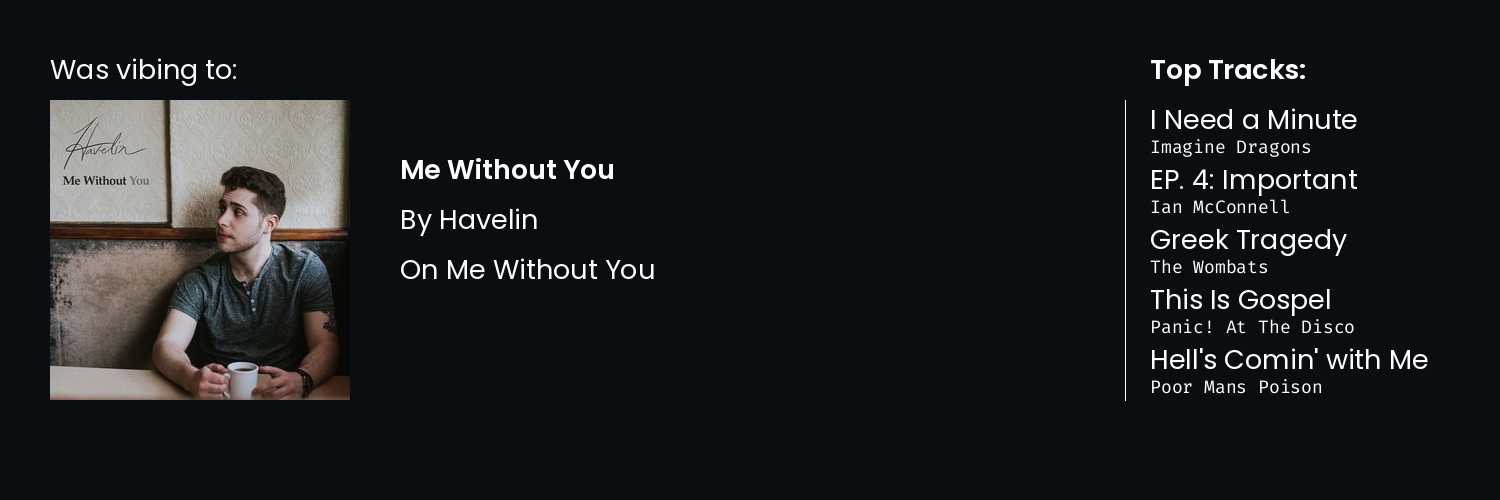 Was vibing to:
Havelin
Me Without You
Me Without You
By Havelin
On Me Without You
Top Tracks:
I Need a Minute
Imagine Dragons
EP. 4: Important
Ian McConnell
Greek Tragedy
The Wombats
This Is Gospel
Panic! At The Disco
Hell's Comin' with Me
Poor Mans Poison